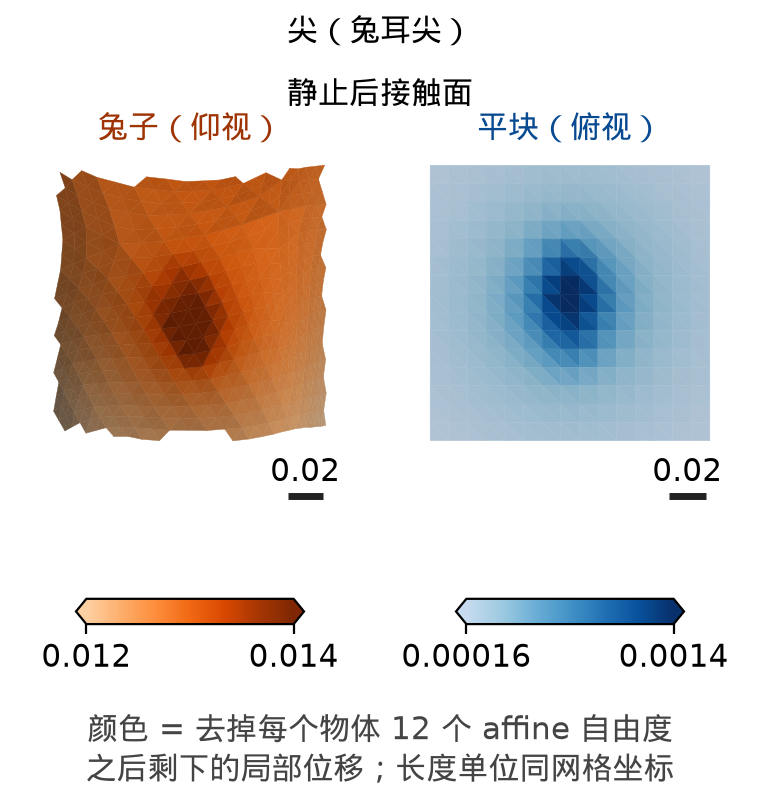 尖（兔耳尖）
静止后接触面
兔子（仰视）
平块（俯视）
0.02
0.02
0.012
0.014
0.00016
0.0014
颜色 = 去掉每个物体 12 个 affine 自由度
之后剩下的局部位移；长度单位同网格坐标